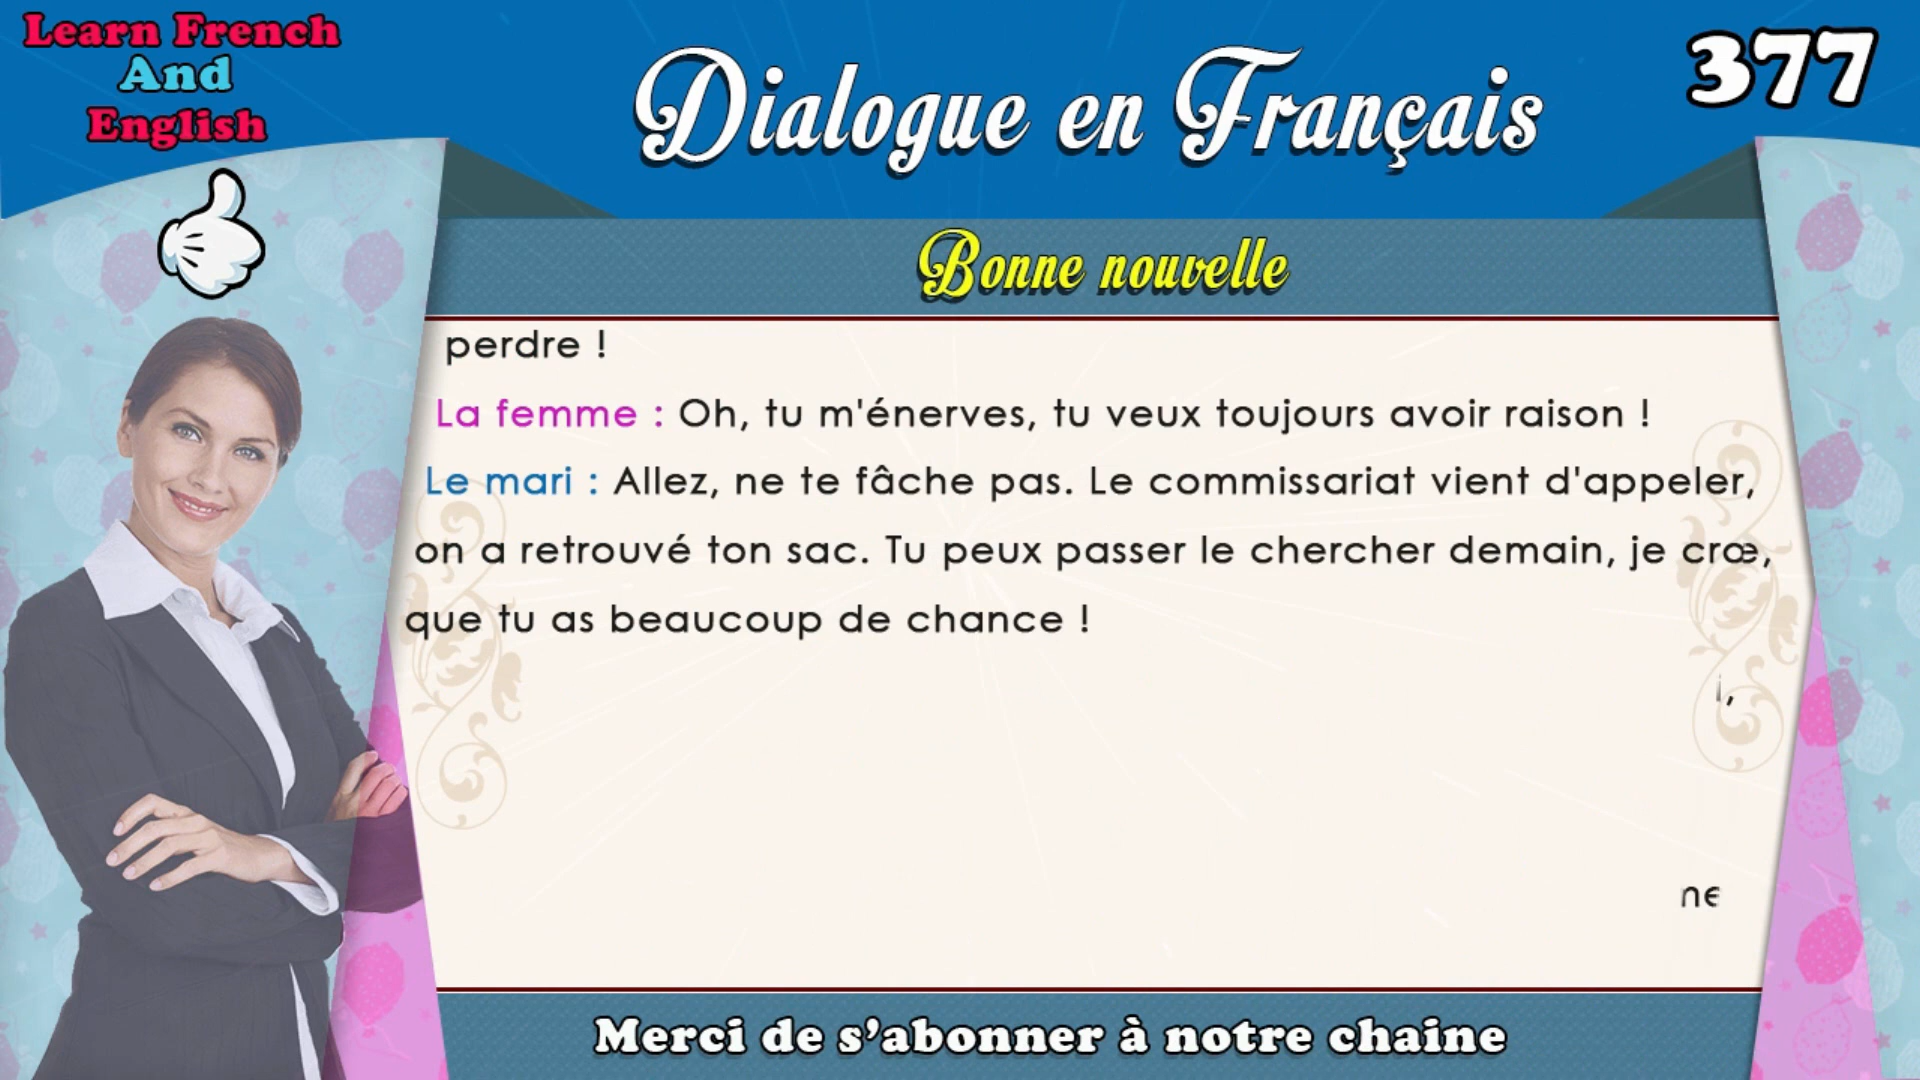 Learn French
And
English
Dialogue en Français
377
Bonne nouvelle
perdre !
La femme : Oh, tu m'énerves, tu veux toujours avoir raison !
Le mari : Allez, ne te fâche pas. Le commissariat vient d'appeler,
on a retrouvé ton sac. Tu peux passer le chercher demain, je
que tu as beaucoup de chance !
Merci de s'abonner à notre chaine